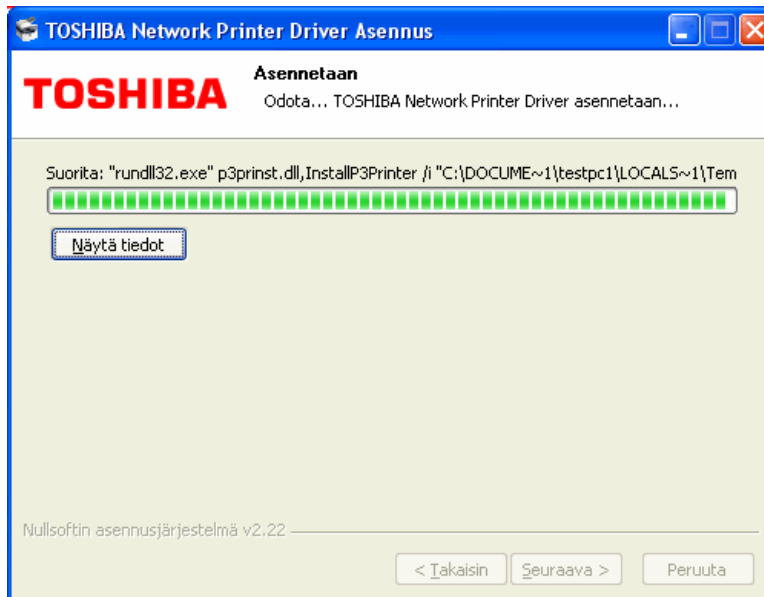 TOSHIBA Network Printer Driver Asennus
TOSHIBA
Asennetaan
Odota... TOSHIBA Network Printer Driver asennetaan...
Suorita: "rundll32.exe" p3prinst.dll,InstallP3Printer /i "C:\DOCUME~1\testpc1\LOCALS~1\Tem
Näytä tiedot
Nullsoftin asennusjärjestelmä v2.22
< Takaisin
Seuraava >
Peruuta